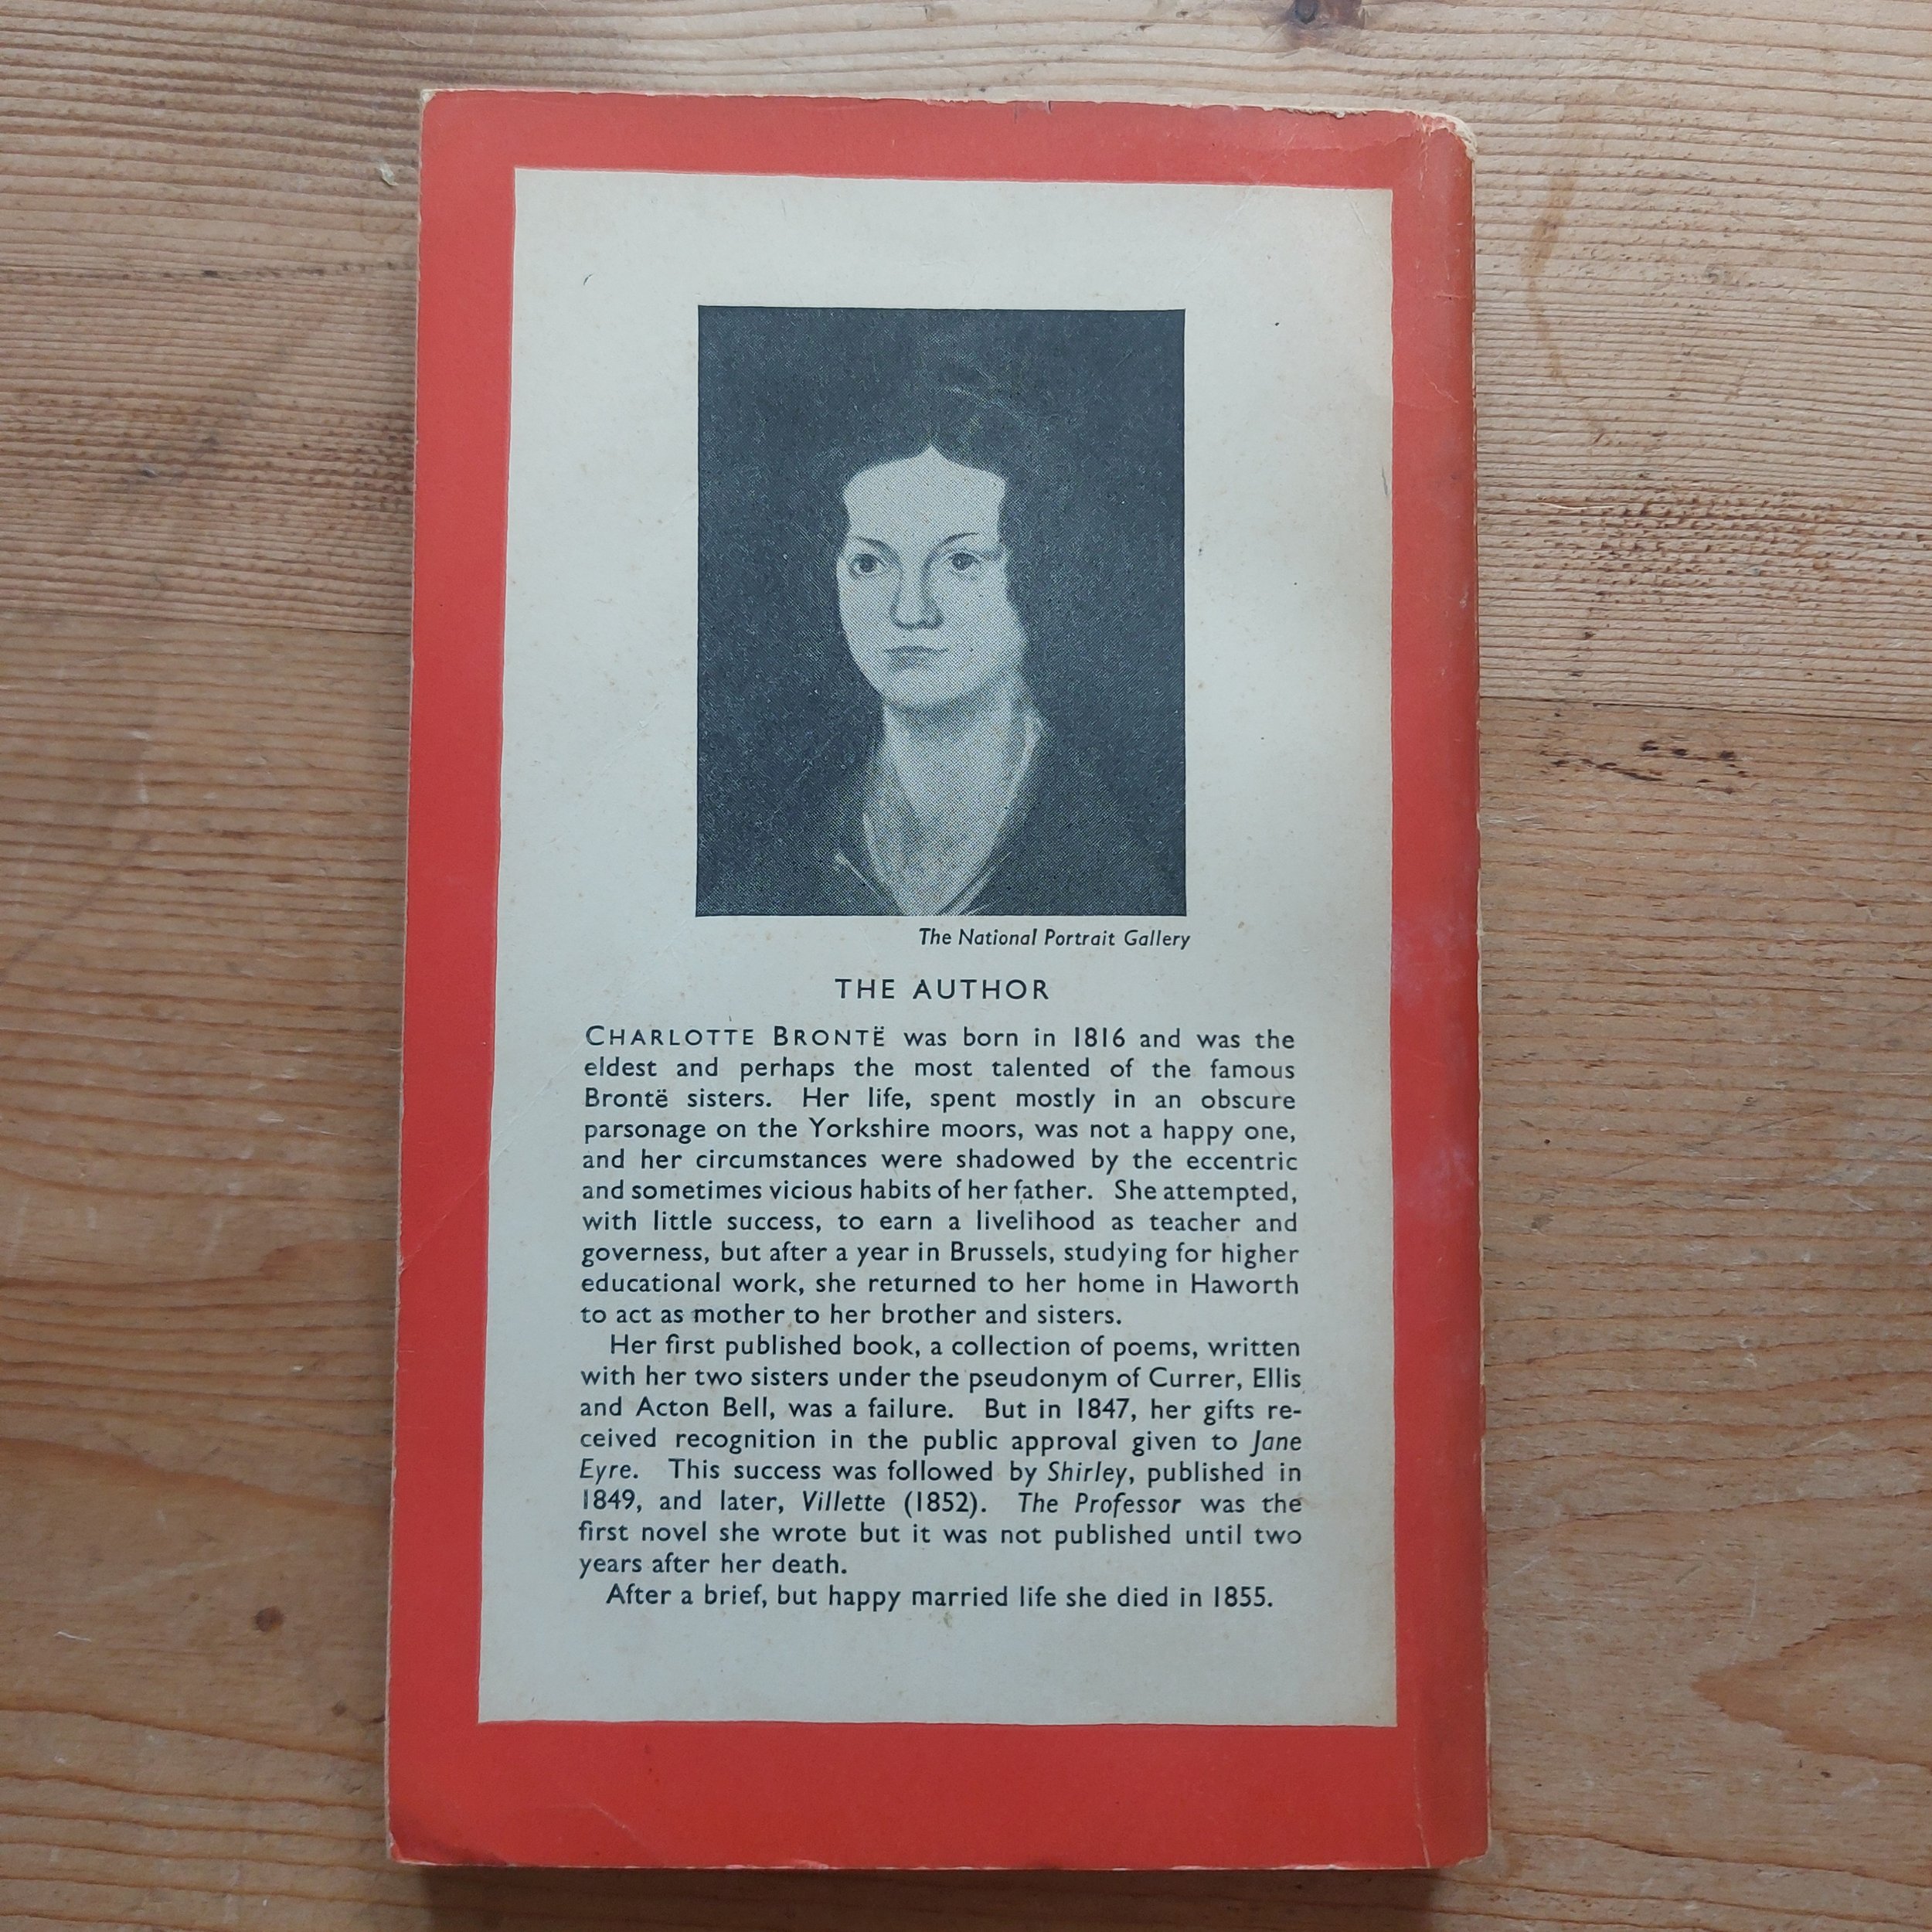 The National Portrait Gallery
THE AUTHOR
CHARLOTTE BRONTË was born in 1816 and was the
eldest and perhaps the most talented of the famous
Brontë sisters. Her life, spent mostly in an obscure
parsonage on the Yorkshire moors, was not a happy one,
and her circumstances were shadowed by the eccentric
and sometimes vicious habits of her father. She attempted,
with little success, to earn a livelihood as teacher and
governess, but after a year in Brussels, studying for higher
educational work, she returned to her home in Haworth
to act as mother to her brother and sisters.
Her first published book, a collection of poems, written
with her two sisters under the pseudonym of Currer, Ellis
and Acton Bell, was a failure. But in 1847, her gifts re-
ceived recognition in the public approval given to Jane
Eyre. This success was followed by Shirley, published in
1849, and later, Villette (1852). The Professor was the
first novel she wrote but it was not published until two
years after her death.
After a brief, but happy married life she died in 1855.